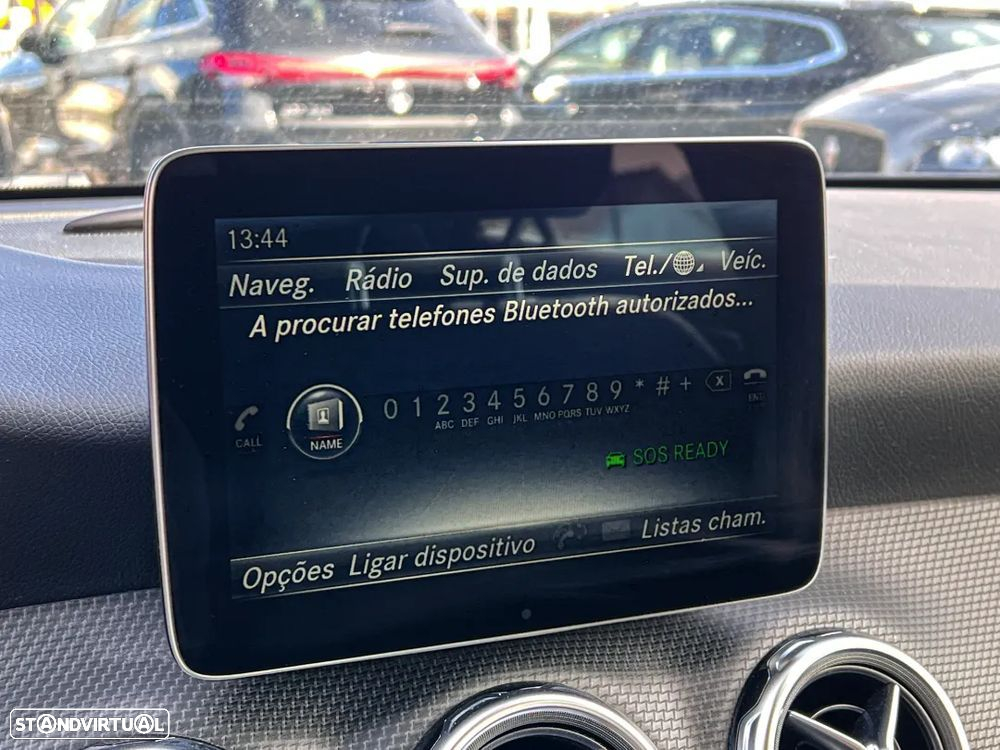 13:44
Naveg. Rádio Sup. de dados Tel./ Veíc.
A procurar telefones Bluetooth autorizados...
CALL NAME 0 1 2 3 4 5 6 7 8 9 * # + X END
ABC DEF GHI JKL MNO PQRS TUV WXYZ
SOS READY
Opções Ligar dispositivo Listas cham.
STANDVIRTUAL